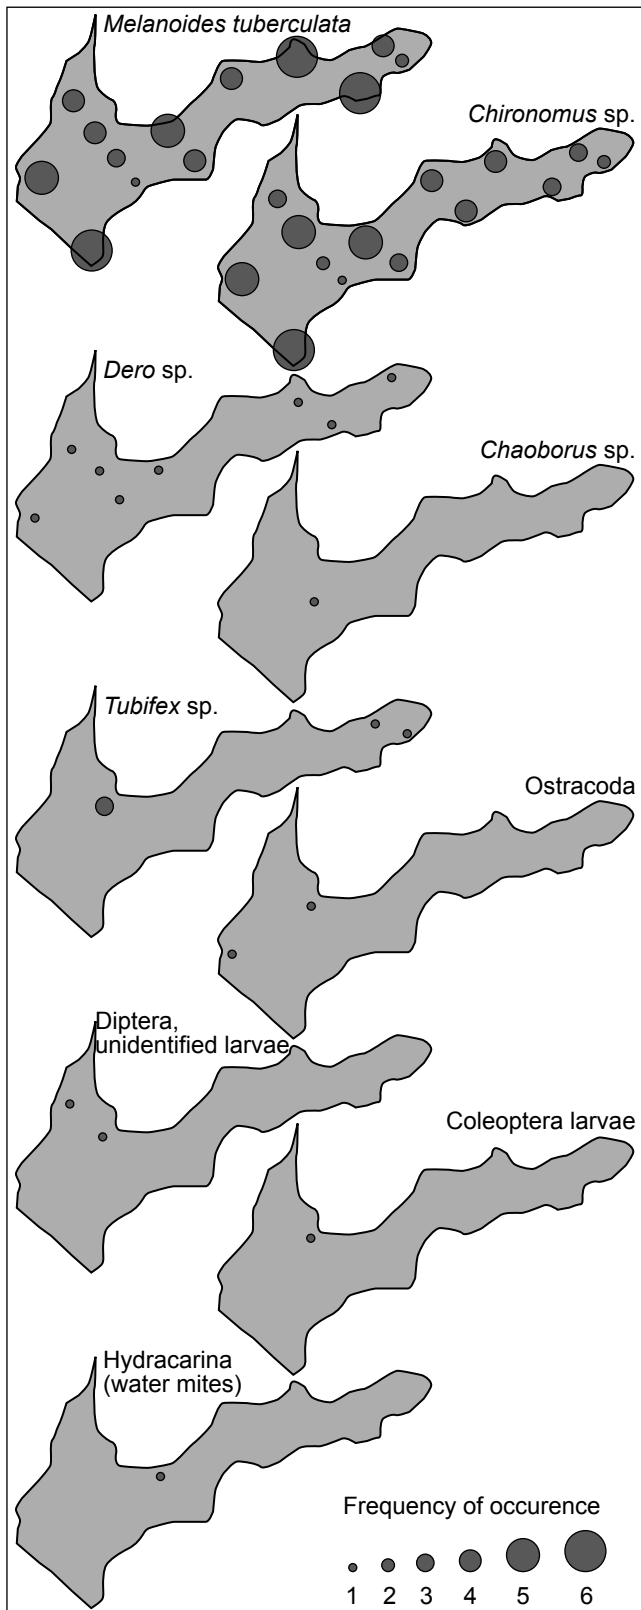 Melanoides tuberculata
Chironomus sp.
Dero sp.
Chaoborus sp.
Tubifex sp.
Ostracoda
Diptera,
unidentified larvae
Coleoptera larvae
Hydracarina
(water mites)
Frequency of occurence
1 2 3 4 5 6